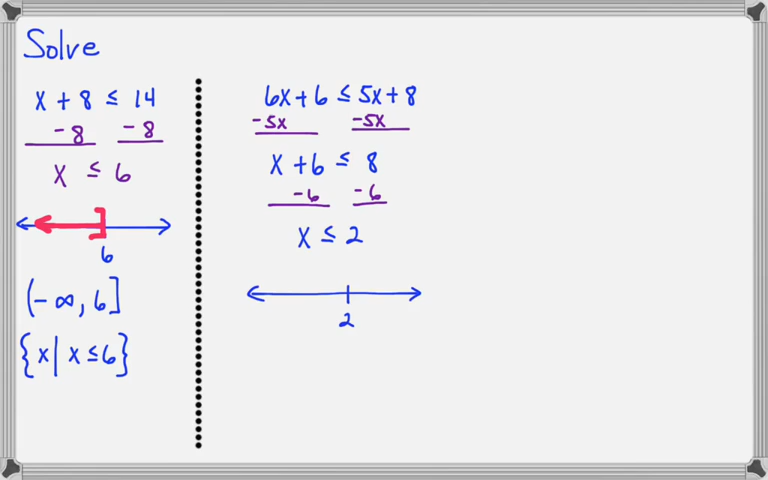 Solve
x + 8 ≤ 14
-8 -8
x ≤ 6
6
(-∞, 6]
{x | x ≤ 6}
6x + 6 ≤ 5x + 8
-5x -5x
x + 6 ≤ 8
-6 -6
x ≤ 2
2